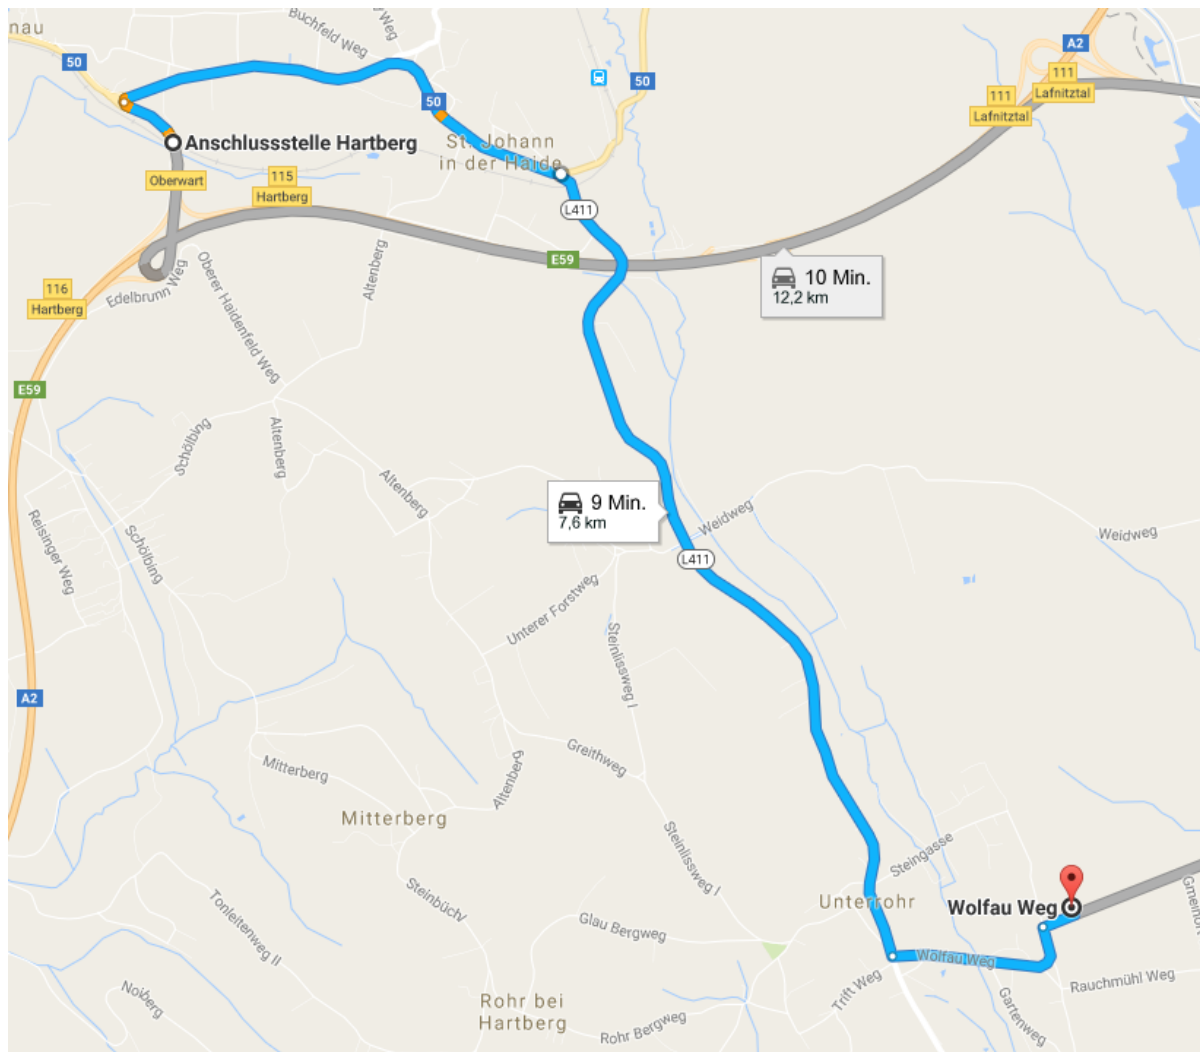 nau
50
Buchfeld Weg
Weg
50
A2
111
Lafnitztal
111
Lafnitztal
50
Anschlussstelle Hartberg
St. Johann
in der Haide
Oberwart
115
Hartberg
L411
E59
10 Min.
12,2 km
116
Hartberg
Edelbrunn Weg
Oberer Haidenfeld Weg
Altenberg
E59
Schölbing
Altenberg
Altenberg
9 Min.
7,6 km
Weidweg
Weidweg
Reisinger Weg
Schölbing
L411
Unterer Forstweg
Steinlissweg I
A2
Greithweg
Mitterberg
Altenberg
Mitterberg
Steinlissweg I
Steingasse
Steinbüchl
Unterrohr
Wolfau Weg
Tonleitenweg II
Glau Bergweg
Wolfau Weg
Trift Weg
Rauchmühl Weg
Gartenweg
Rohr bei
Hartberg
Rohr Bergweg